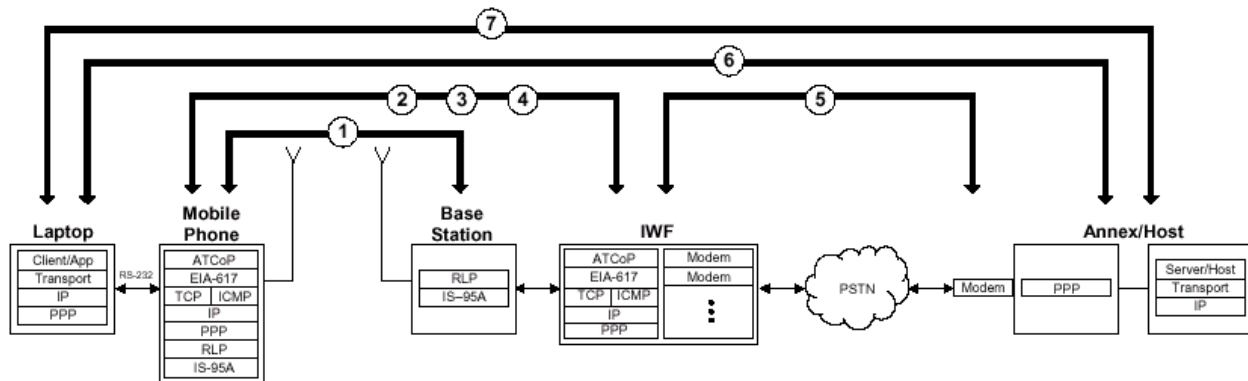 7
6
2 3 4 5
1
Laptop
Mobile
Phone
Base
Station
IWF
Annex/Host
Client/App
Transport
IP
PPP
RS-232
ATCoP
EIA-617
TCP ICMP
IP
PPP
RLP
IS-95A
RLP
IS–95A
ATCoP
EIA-617
TCP ICMP
IP
PPP
Modem
Modem
PSTN
Modem
PPP
Server/Host
Transport
IP